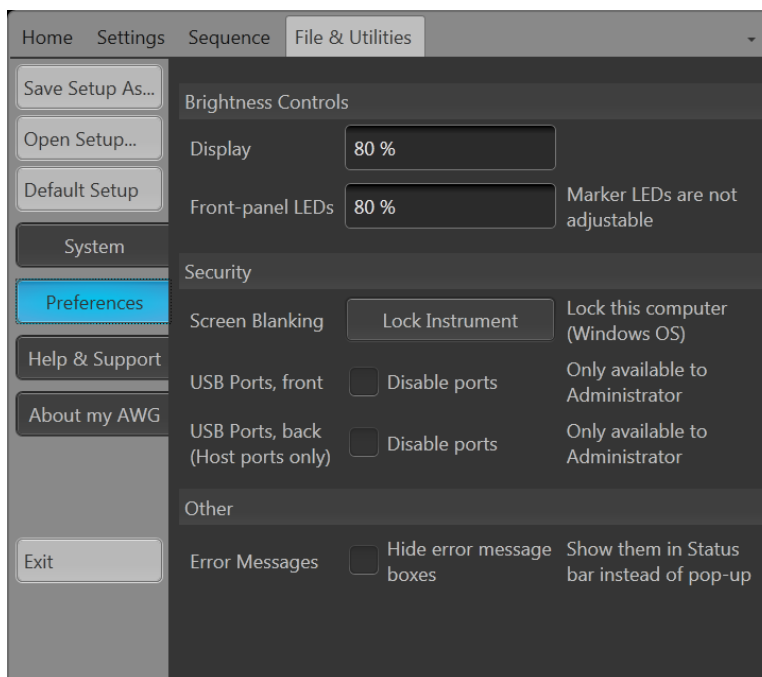 Home Settings Sequence File & Utilities
Save Setup As...
Open Setup...
Default Setup
System
Preferences
Help & Support
About my AWG
Exit
Brightness Controls
Display 80 %
Front-panel LEDs 80 % Marker LEDs are not
adjustable
Security
Screen Blanking Lock Instrument Lock this computer
(Windows OS)
USB Ports, front Disable ports Only available to
Administrator
USB Ports, back
(Host ports only) Disable ports Only available to
Administrator
Other
Error Messages Hide error message
boxes Show them in Status
bar instead of pop-up